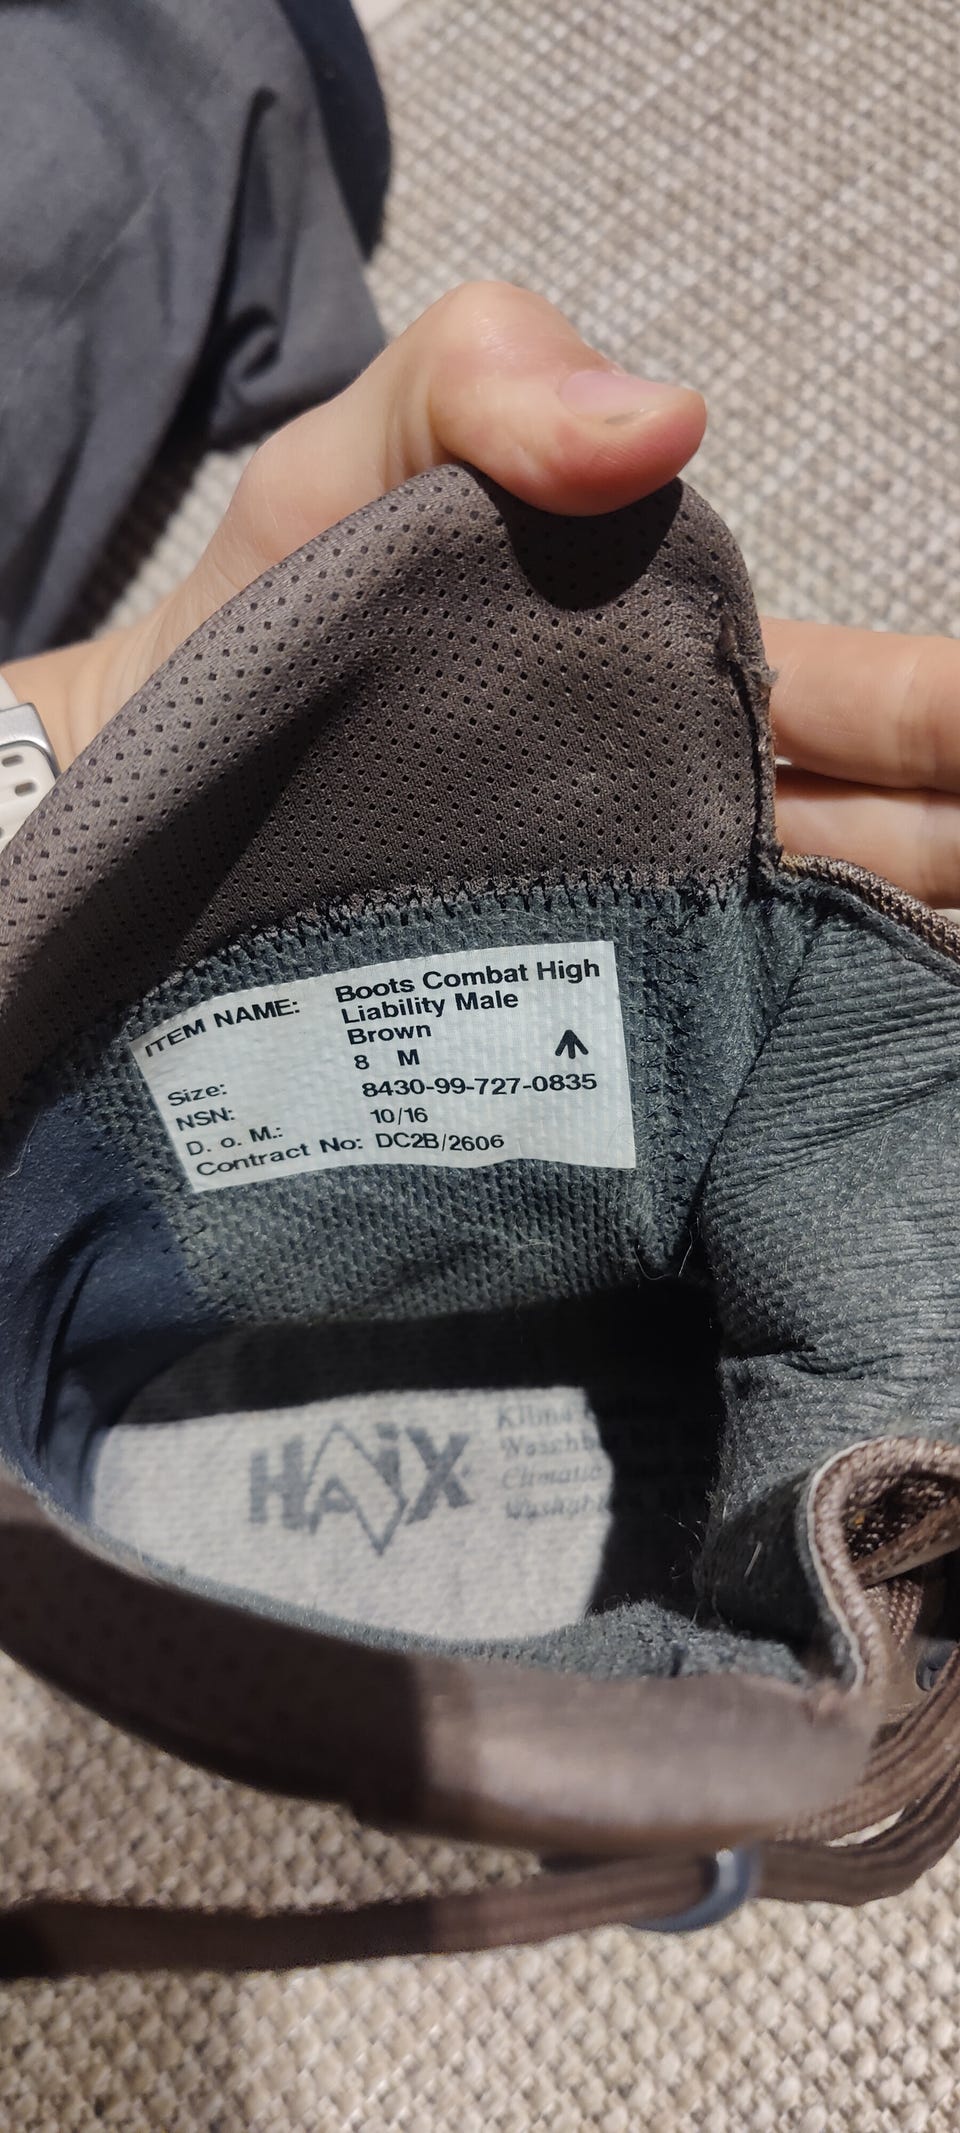 ITEM NAME: Boots Combat High
Liability Male
Brown
Size: 8 M
NSN: 8430-99-727-0835
D. o. M.: 10/16
Contract No: DC2B/2606
HAIX
Climatic